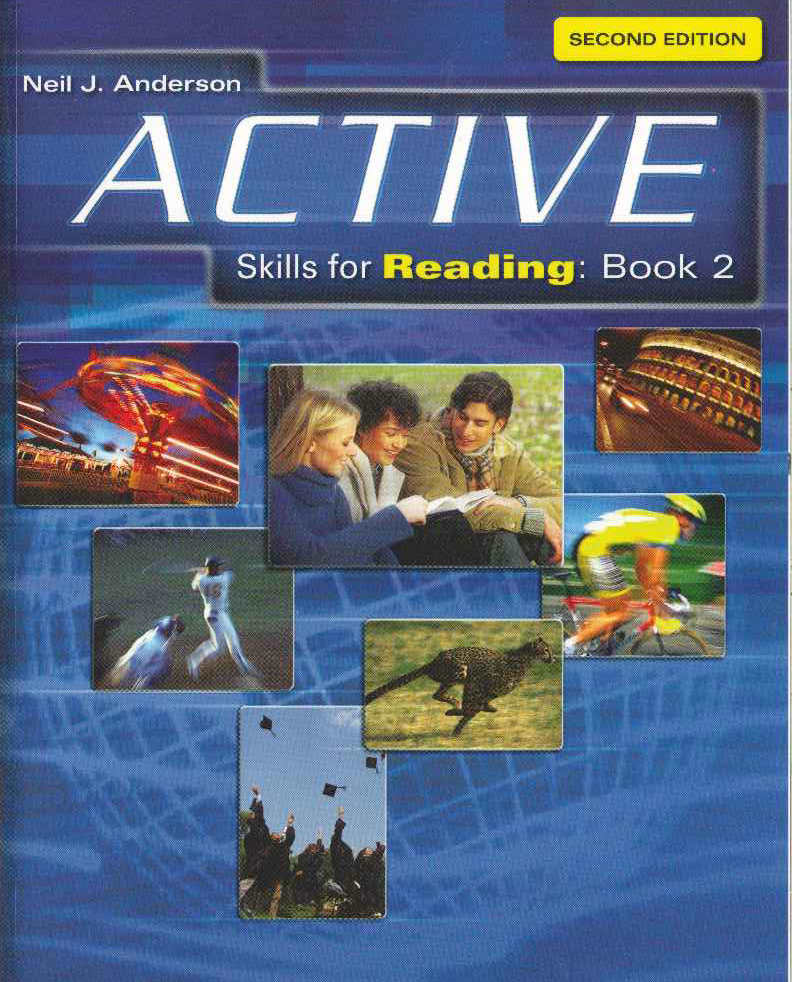 SECOND EDITION
Neil J. Anderson
ACTIVE
Skills for Reading: Book 2